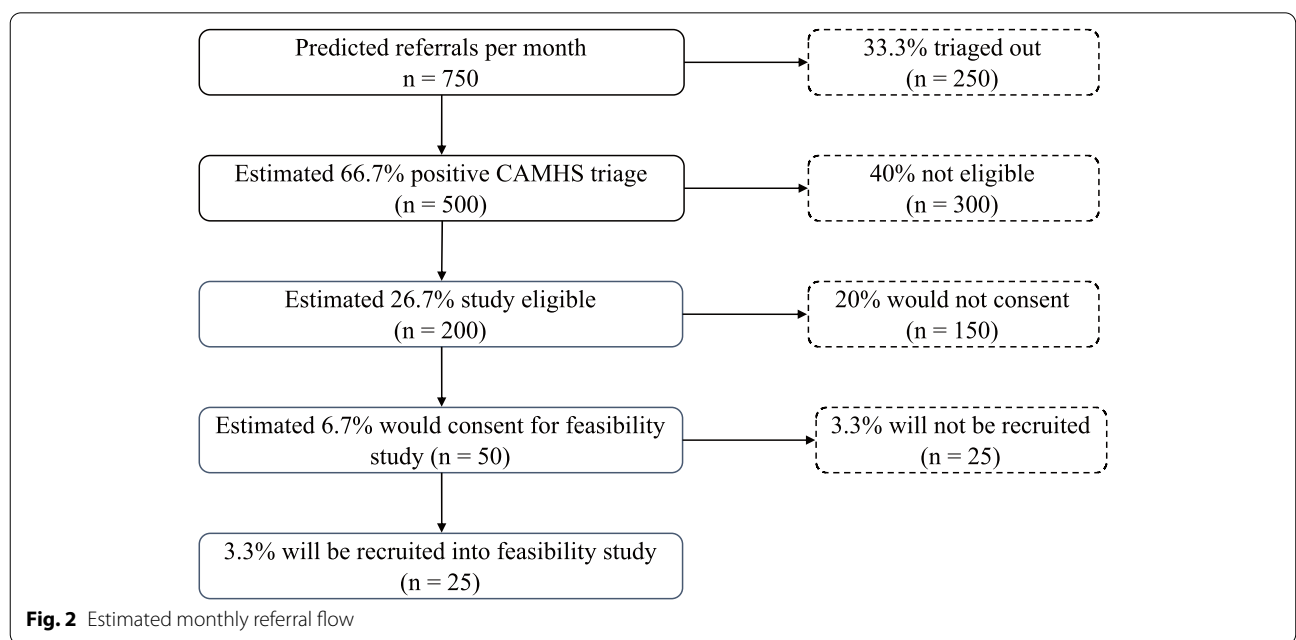 Predicted referrals per month
n = 750
33.3% triaged out
(n = 250)
Estimated 66.7% positive CAMHS triage
(n = 500)
40% not eligible
(n = 300)
Estimated 26.7% study eligible
(n = 200)
20% would not consent
(n = 150)
Estimated 6.7% would consent for feasibility
study (n = 50)
3.3% will not be recruited
(n = 25)
3.3% will be recruited into feasibility study
(n = 25)
Fig. 2 Estimated monthly referral flow